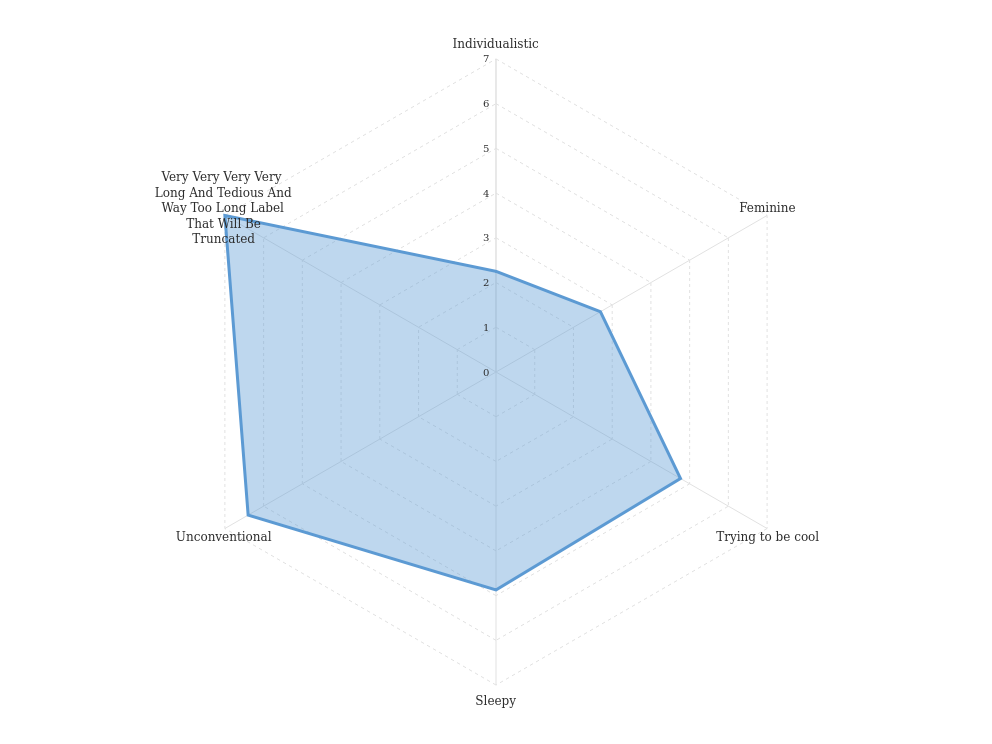 Individualistic
7
6
5
4
3
2
1
0
Very Very Very Very
Long And Tedious And
Way Too Long Label
That Will Be
Truncated
Feminine
Unconventional
Trying to be cool
Sleepy